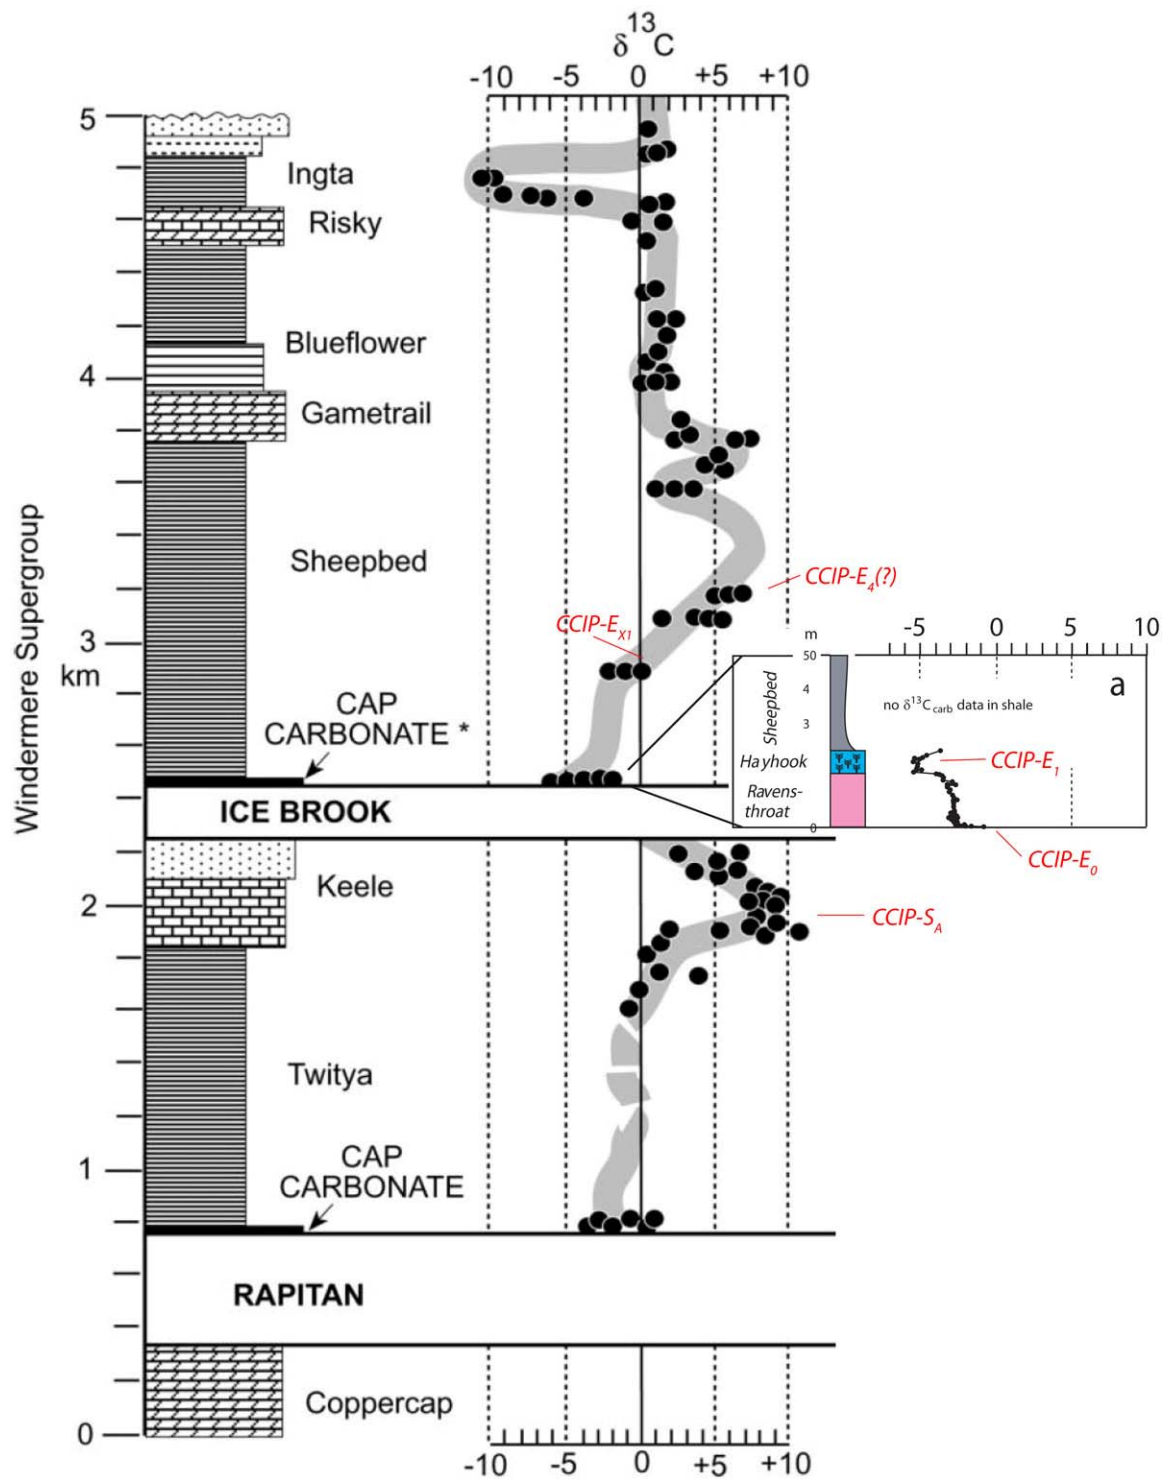 δ¹³C
-10 -5 0 +5 +10
5
Ingta
Risky
Blueflower
4
Gametrail
Windermere Supergroup
Sheepbed
CCIP-E₄(?)
CCIP-Eₓ₁
3
km
-5 0 5 10
m
50
a
Sheepbed
4
no δ¹³C carb data in shale
3
CAP
CARBONATE *
Hayhook
CCIP-E₁
Ravens-
throat
0
ICE BROOK
CCIP-E₀
Keele
2
CCIP-S_A
Twitya
1
CAP
CARBONATE
RAPITAN
Coppercap
0
-10 -5 0 +5 +10